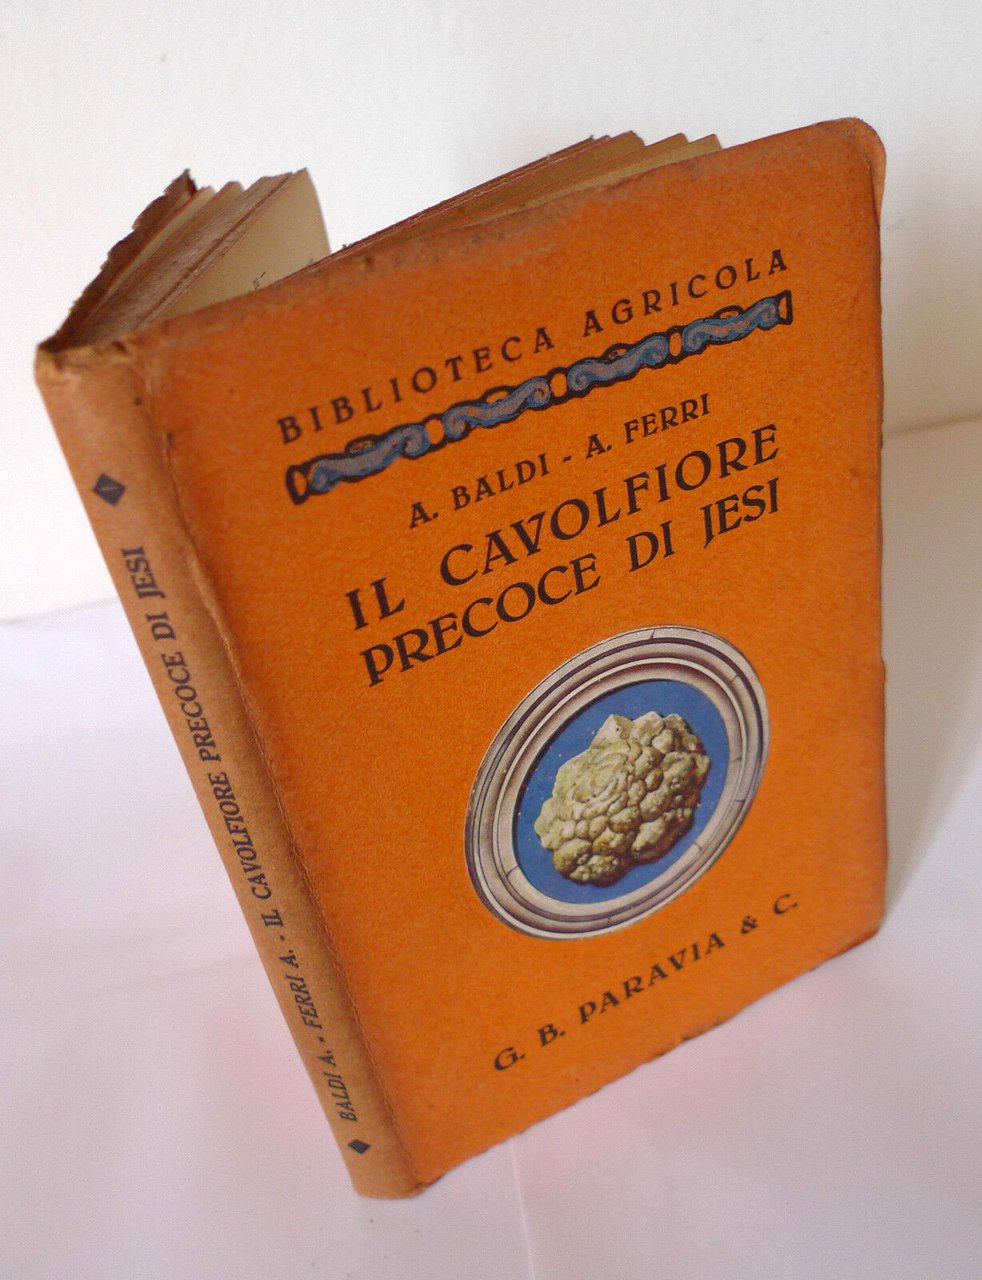 BIBLIOTECA AGRICOLA
A. BALDI - A. FERRI
IL CAVOLFIORE
PRECOCE DI JESI
G. B. PARAVIA & C.
BALDI A. - FERRI A. - IL CAVOLFIORE PRECOCE DI JESI